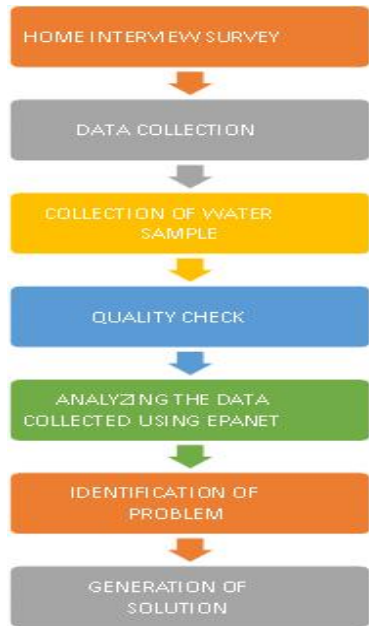 HOME INTERVIEW SURVEY
DATA COLLECTION
COLLECTION OF WATER
SAMPLE
QUALITY CHECK
ANALYZING THE DATA
COLLECTED USING EPANET
IDENTIFICATION OF
PROBLEM
GENERATION OF
SOLUTION